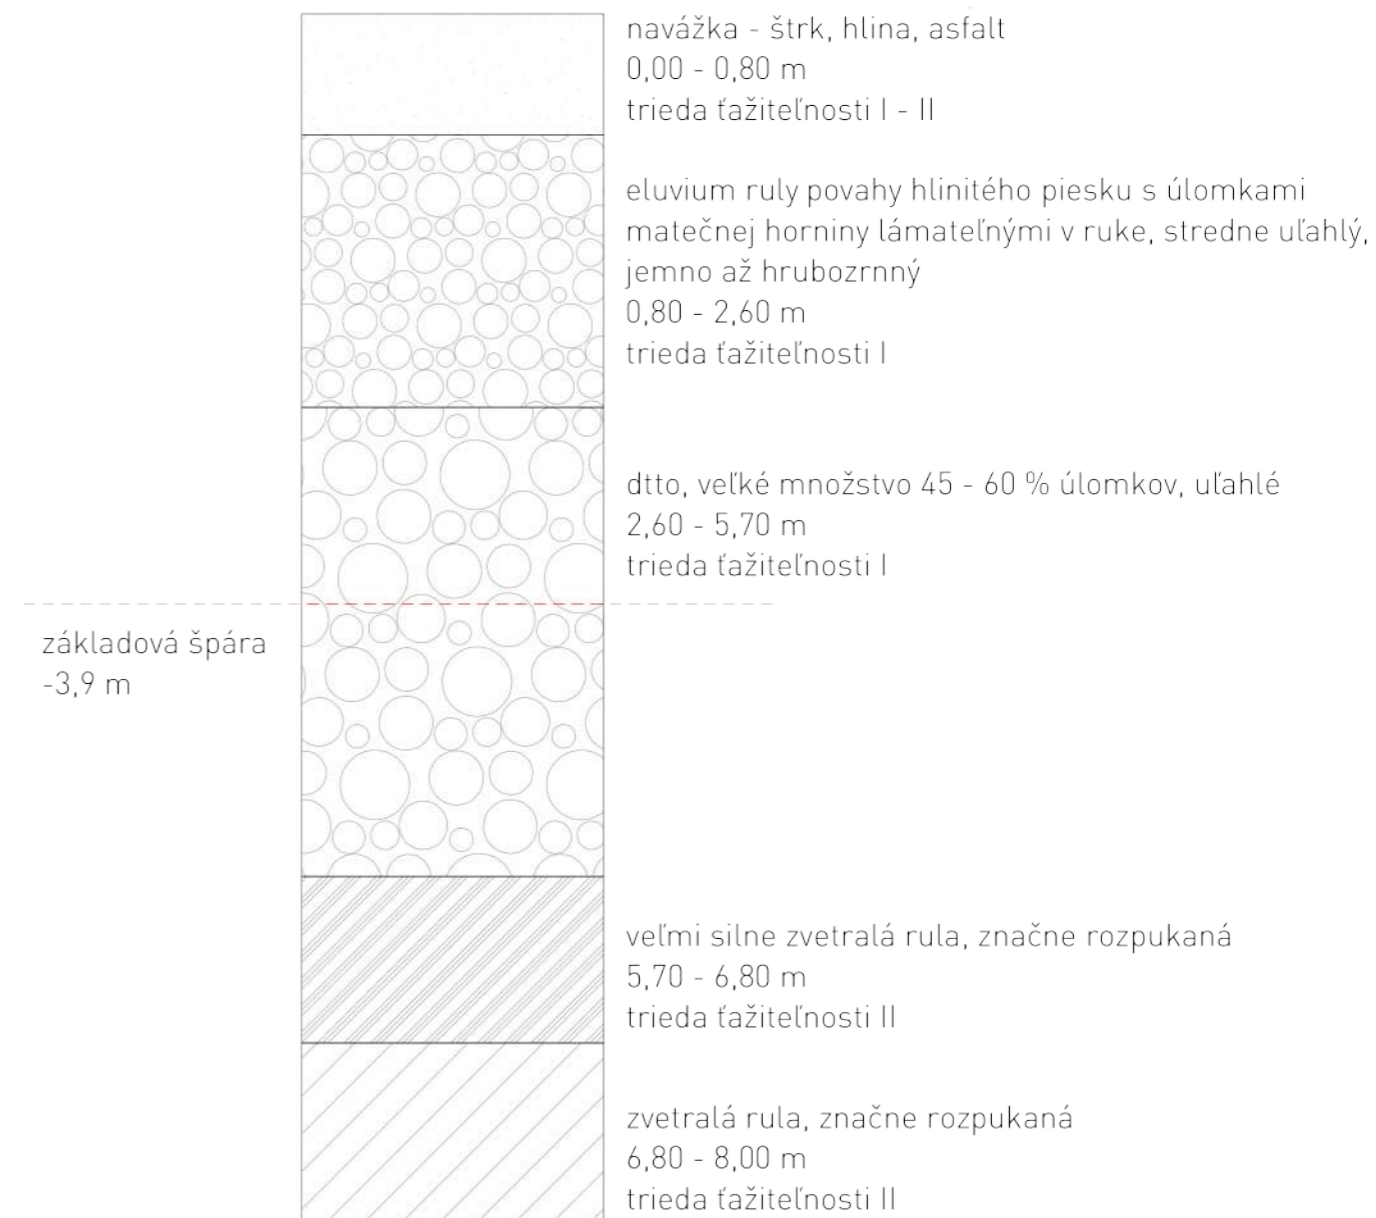 navážka - štrk, hlina, asfalt
0,00 - 0,80 m
trieda ťažiteľnosti I - II
eluvium ruly povahy hlinitého piesku s úlomkami
matečnej horniny lámateľnými v ruke, stredne uľahlý,
jemno až hrubozrnný
0,80 - 2,60 m
trieda ťažiteľnosti I
dtto, veľké množstvo 45 - 60 % úlomkov, uľahlé
2,60 - 5,70 m
trieda ťažiteľnosti I
základová špára
-3,9 m
veľmi silne zvetralá rula, značne rozpukaná
5,70 - 6,80 m
trieda ťažiteľnosti II
zvetralá rula, značne rozpukaná
6,80 - 8,00 m
trieda ťažiteľnosti II